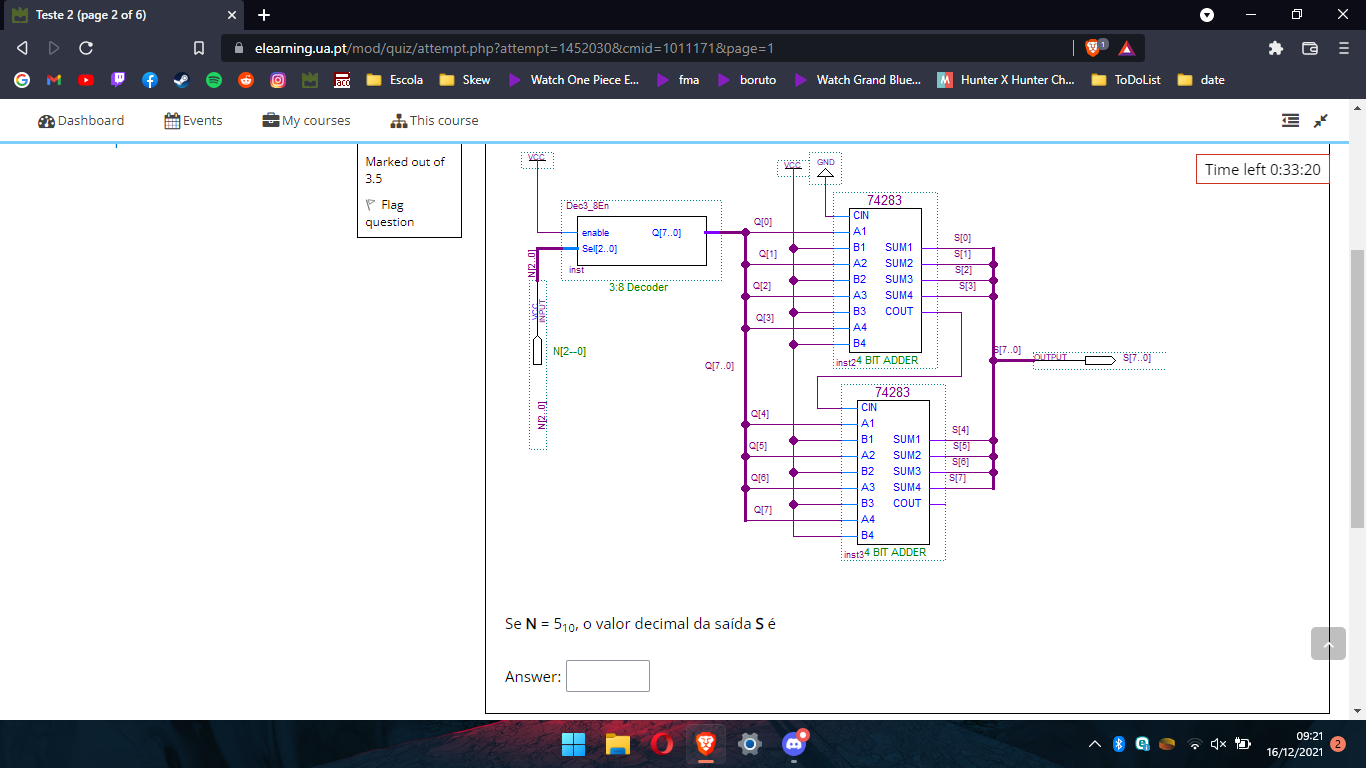 Teste 2 (page 2 of 6)
elearning.ua.pt/mod/quiz/attempt.php?attempt=1452030&cmid=1011171&page=1
1
Escola
Skew
Watch One Piece E...
fma
boruto
Watch Grand Blue...
M
Hunter X Hunter Ch...
ToDoList
date
Dashboard
Events
My courses
This course
Marked out of
3.5
Flag
question
Time left 0:33:20
VCC
Dec3_8En
enable
Q[7..0]
Sel[2..0]
inst
3:8 Decoder
N[2..0]
VCC
INPUT
N[2--0]
N[2..0]
VCC
GND
74283
CIN
A1
B1
A2
B2
A3
B3
A4
B4
SUM1
SUM2
SUM3
SUM4
COUT
inst2
4 BIT ADDER
Q[0]
Q[1]
Q[2]
Q[3]
Q[7..0]
S[0]
S[1]
S[2]
S[3]
S[7..0]
OUTPUT
S[7..0]
74283
CIN
A1
B1
A2
B2
A3
B3
A4
B4
SUM1
SUM2
SUM3
SUM4
COUT
inst3
4 BIT ADDER
Q[4]
Q[5]
Q[6]
Q[7]
S[4]
S[5]
S[6]
S[7]
Se N = 5₁₀, o valor decimal da saída S é
Answer:
09:21
16/12/2021
2